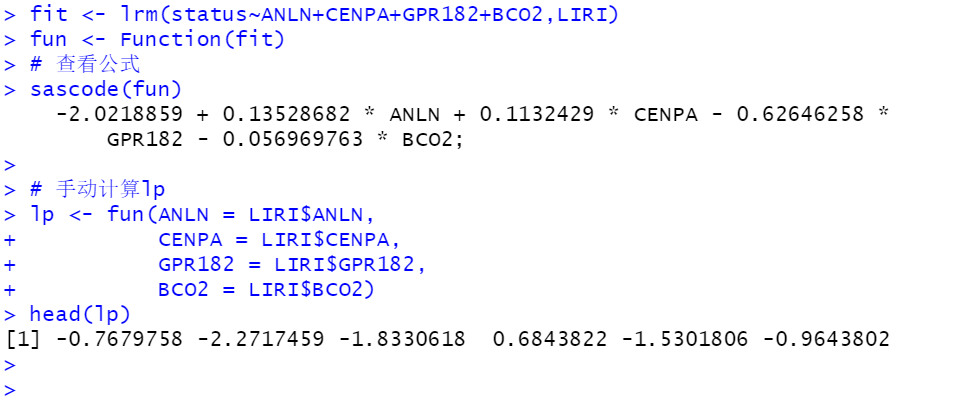 > fit <- lrm(status~ANLN+CENPA+GPR182+BCO2,LIRI)
> fun <- Function(fit)
> # 查看公式
> sascode(fun)
    -2.0218859 + 0.13528682 * ANLN + 0.1132429 * CENPA - 0.62646258 *
        GPR182 - 0.056969763 * BCO2;
>
> # 手动计算lp
> lp <- fun(ANLN = LIRI$ANLN,
+           CENPA = LIRI$CENPA,
+           GPR182 = LIRI$GPR182,
+           BCO2 = LIRI$BCO2)
> head(lp)
[1] -0.7679758 -2.2717459 -1.8330618  0.6843822 -1.5301806 -0.9643802
>
>